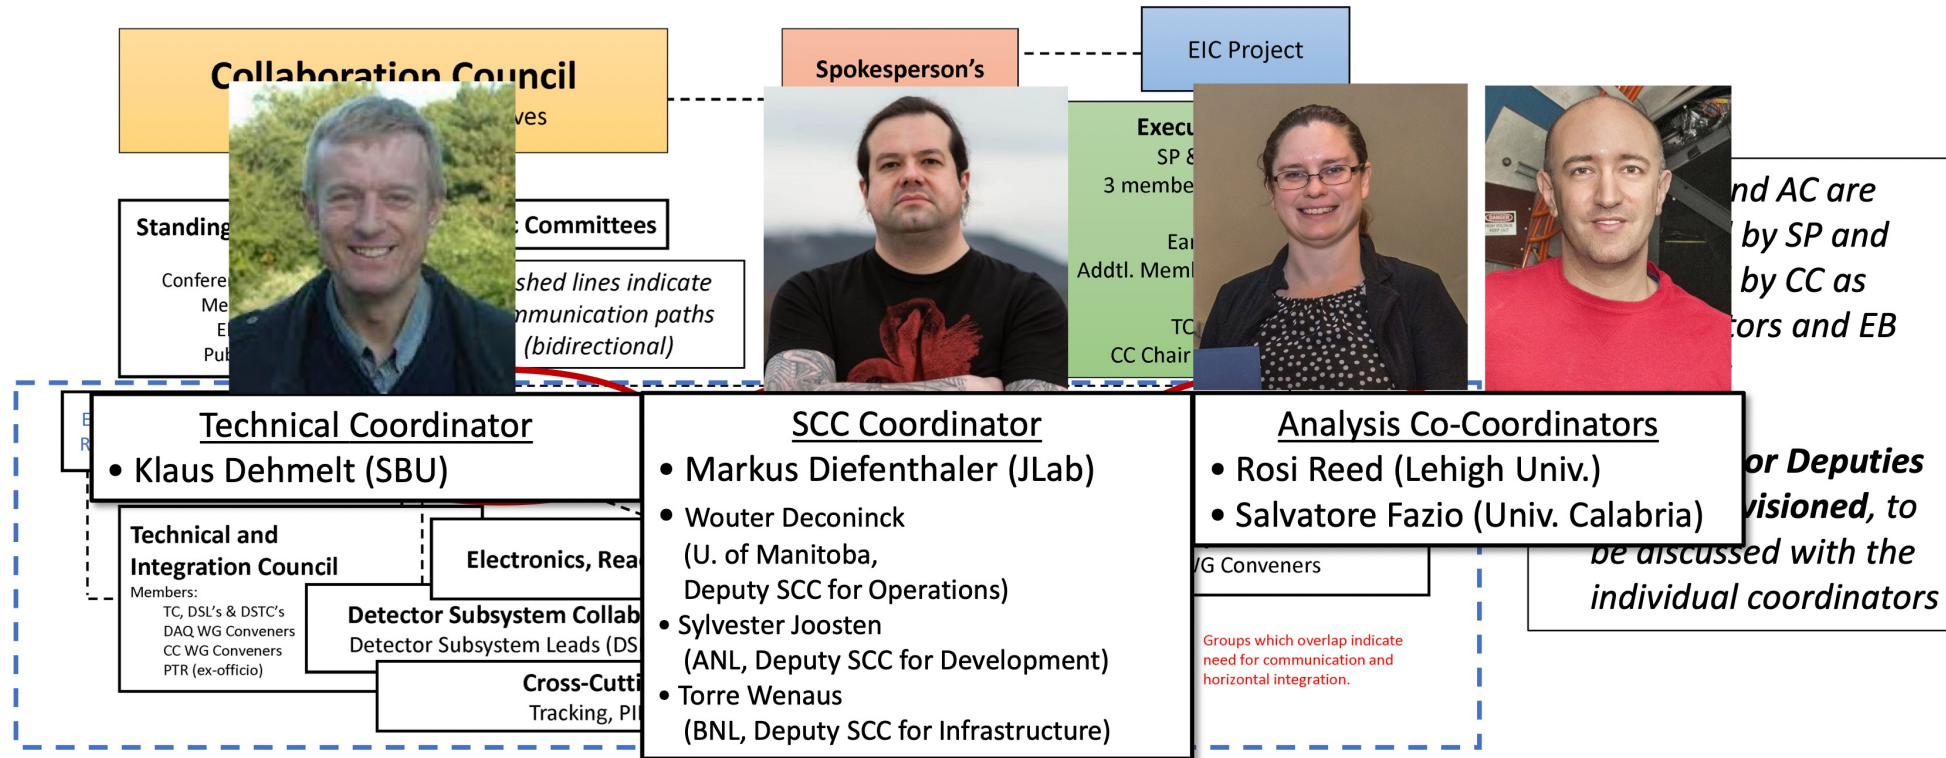 Collaboration Council
ves
Spokesperson's
EIC Project
Execu
SP &
3 membe
Ear
Addtl. Meml
TC
CC Chair
Standing
Committees
Confere
Me
El
Pub
shed lines indicate
mmunication paths
(bidirectional)
nd AC are
by SP and
by CC as
tors and EB
DANGER
Technical Coordinator
• Klaus Dehmelt (SBU)
SCC Coordinator
• Markus Diefenthaler (JLab)
• Wouter Deconinck
(U. of Manitoba,
Deputy SCC for Operations)
• Sylvester Joosten
(ANL, Deputy SCC for Development)
• Torre Wenaus
(BNL, Deputy SCC for Infrastructure)
Analysis Co-Coordinators
• Rosi Reed (Lehigh Univ.)
• Salvatore Fazio (Univ. Calabria)
or Deputies
visioned, to
be discussed with the
individual coordinators
E
R
Technical and
Integration Council
Members:
TC, DSL's & DSTC's
DAQ WG Conveners
CC WG Conveners
PTR (ex-officio)
Electronics, Rea
Detector Subsystem Collab
Detector Subsystem Leads (DS
Cross-Cutti
Tracking, PI
WG Conveners
Groups which overlap indicate
need for communication and
horizontal integration.